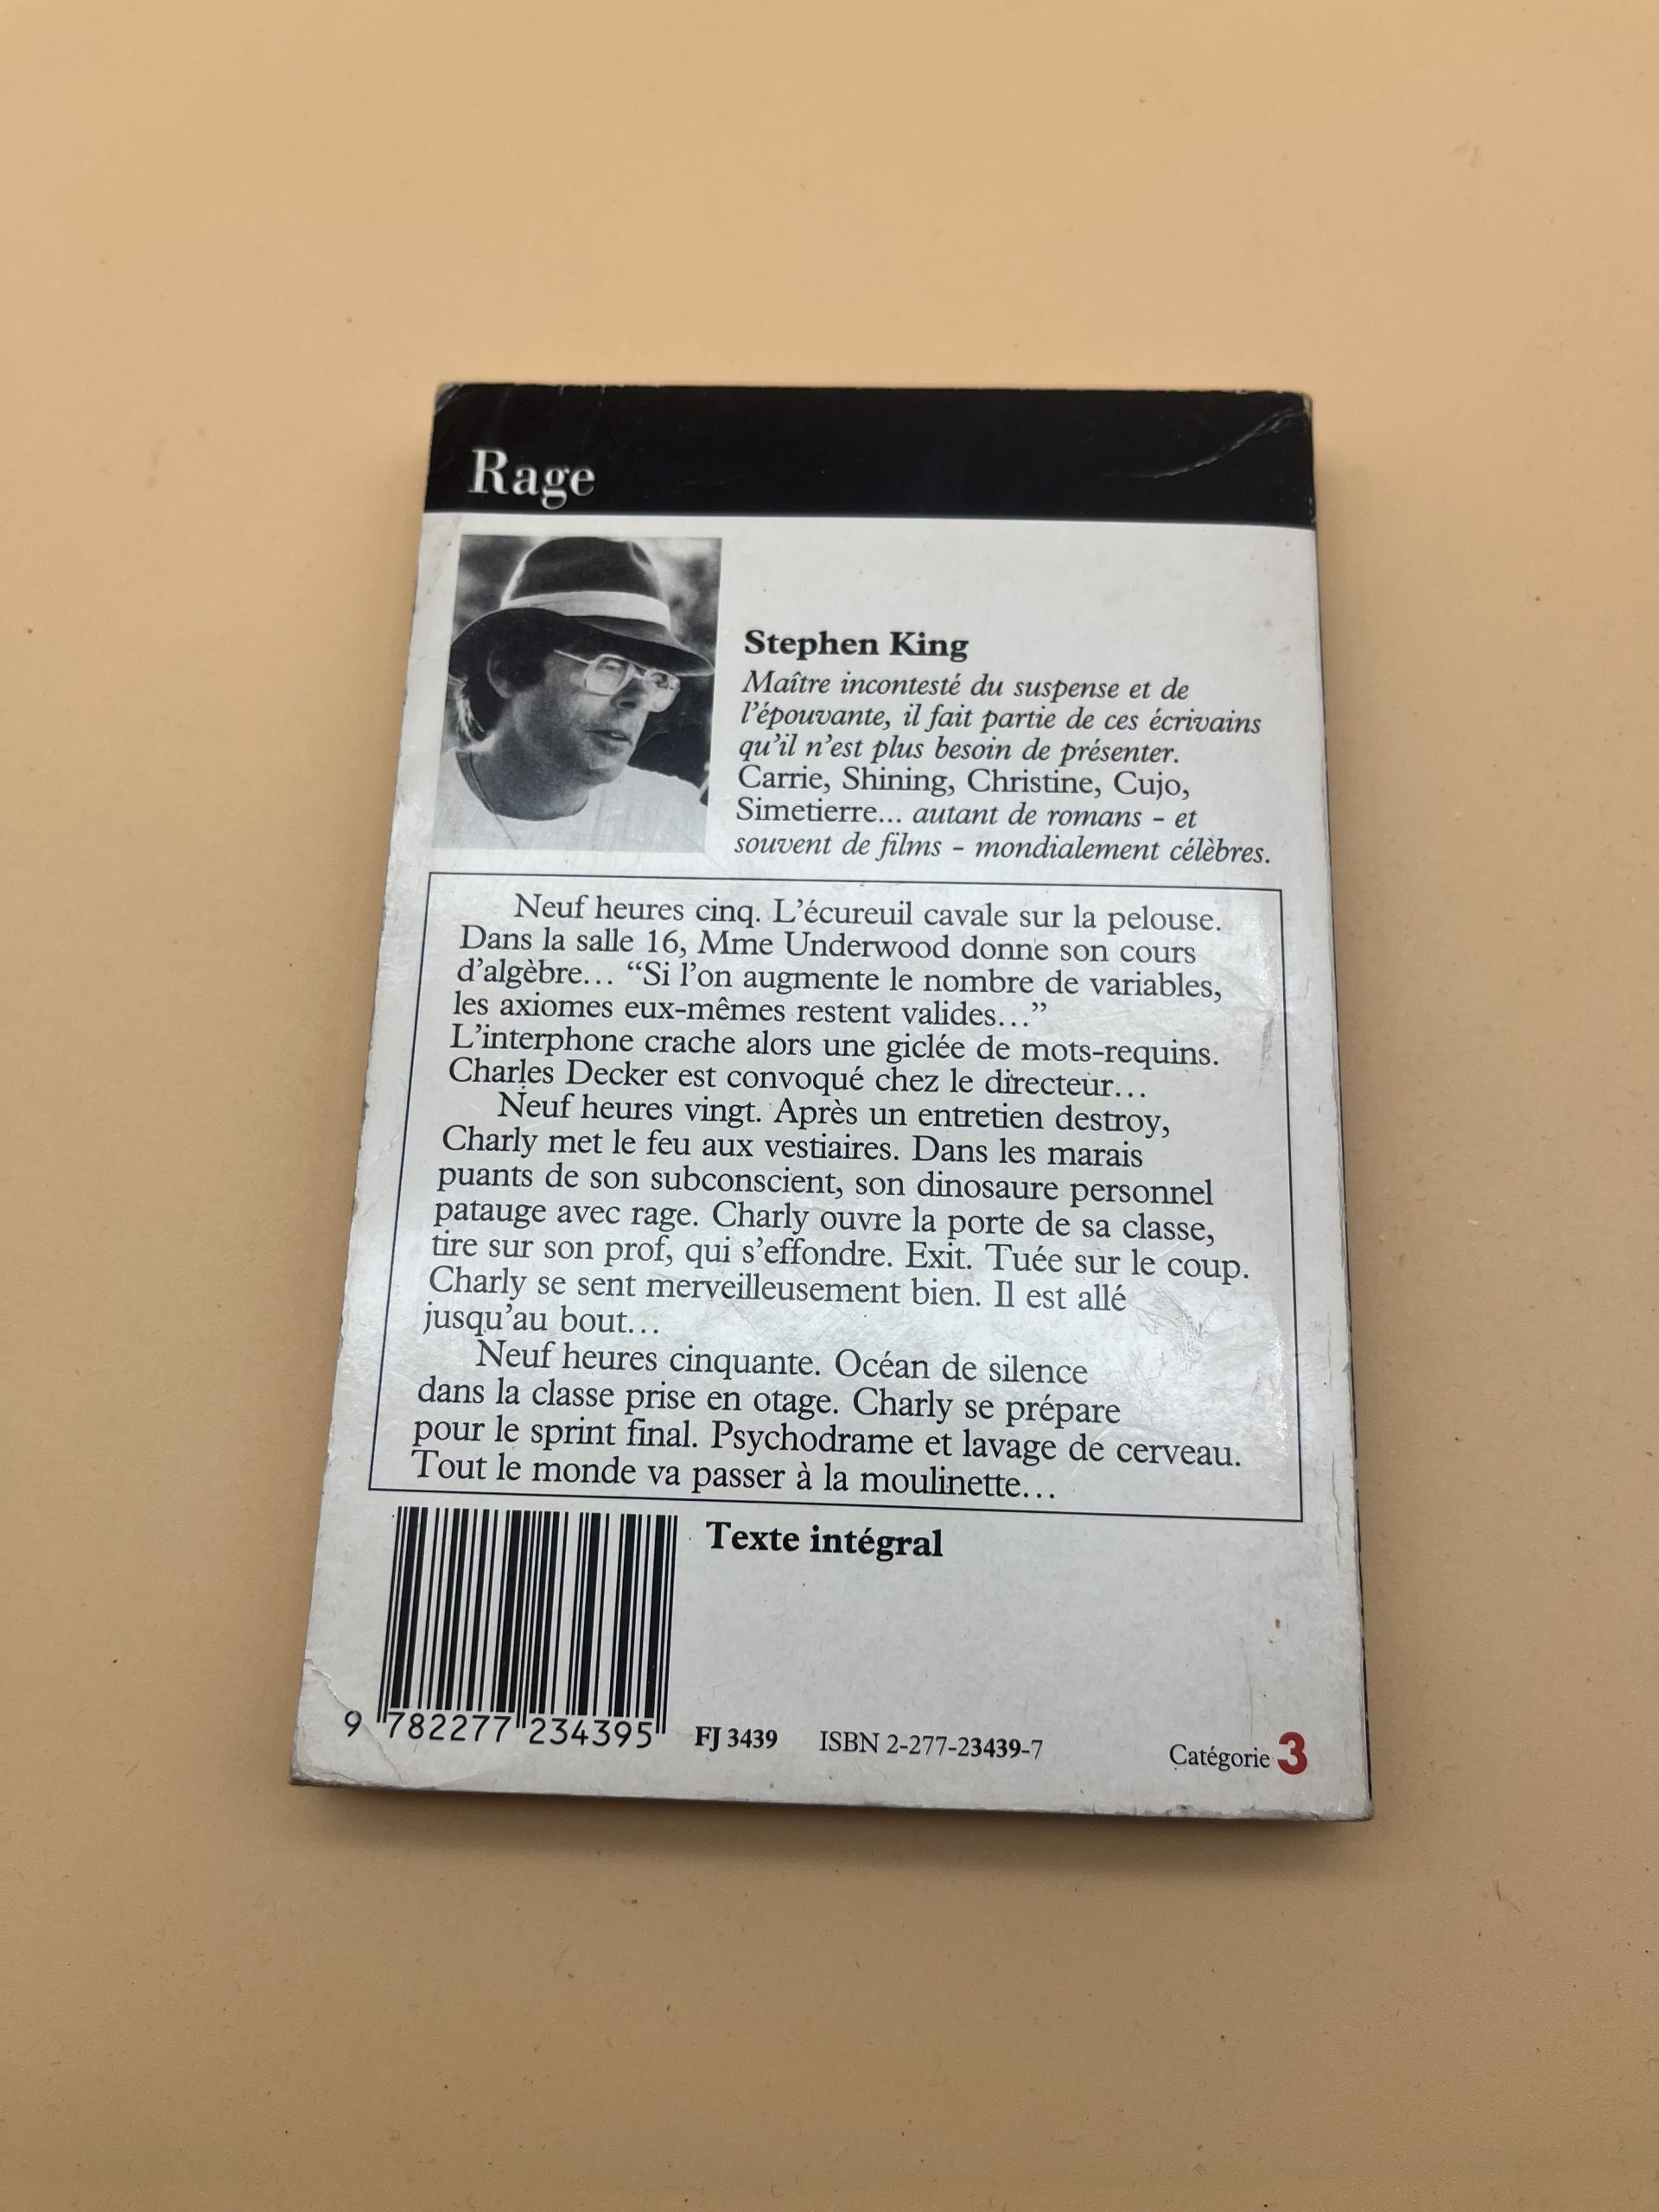 Rage
Stephen King
Maître incontesté du suspense et de
l'épouvante, il fait partie de ces écrivains
qu'il n'est plus besoin de présenter.
Carrie, Shining, Christine, Cujo,
Simetierre... autant de romans - et
souvent de films - mondialement célèbres.
Neuf heures cinq. L'écureuil cavale sur la pelouse.
Dans la salle 16, Mme Underwood donne son cours
d'algèbre... “Si l'on augmente le nombre de variables,
les axiomes eux-mêmes restent valides...”
L'interphone crache alors une giclée de mots-requins.
Charles Decker est convoqué chez le directeur...
Neuf heures vingt. Après un entretien destroy,
Charly met le feu aux vestiaires. Dans les marais
puants de son subconscient, son dinosaure personnel
patauge avec rage. Charly ouvre la porte de sa classe,
tire sur son prof, qui s'effondre. Exit. Tuée sur le coup.
Charly se sent merveilleusement bien. Il est allé
jusqu'au bout...
Neuf heures cinquante. Océan de silence
dans la classe prise en otage. Charly se prépare
pour le sprint final. Psychodrame et lavage de cerveau.
Tout le monde va passer à la moulinette...
Texte intégral
9 782277 234395
FJ 3439 ISBN 2-277-23439-7
Catégorie 3